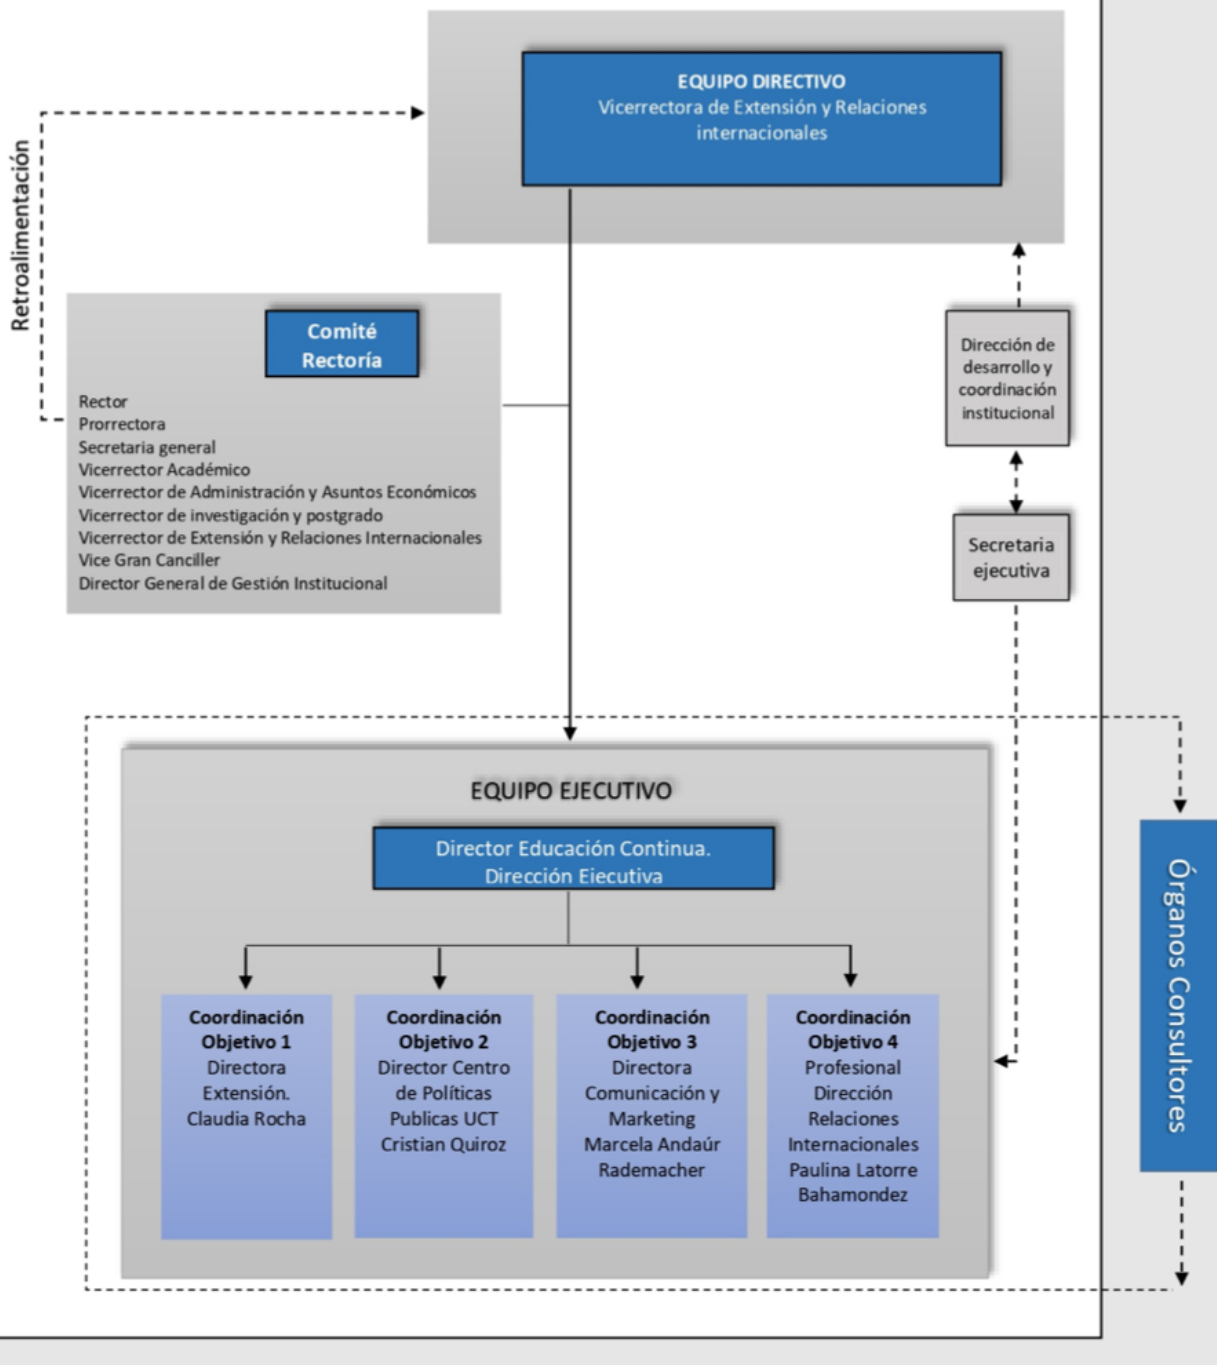 EQUIPO DIRECTIVO
Vicerrectora de Extensión y Relaciones
internacionales
Retroalimentación
Comité
Rectoría
Rector
Prorrectora
Secretaria general
Vicerrector Académico
Vicerrector de Administración y Asuntos Económicos
Vicerrector de investigación y postgrado
Vicerrector de Extensión y Relaciones Internacionales
Vice Gran Canciller
Director General de Gestión Institucional
Dirección de
desarrollo y
coordinación
institucional
Secretaria
ejecutiva
EQUIPO EJECUTIVO
Director Educación Continua.
Dirección Ejecutiva
Coordinación
Objetivo 1
Directora
Extensión.
Claudia Rocha
Coordinación
Objetivo 2
Director Centro
de Políticas
Publicas UCT
Cristian Quiroz
Coordinación
Objetivo 3
Directora
Comunicación y
Marketing
Marcela Andaúr
Rademacher
Coordinación
Objetivo 4
Profesional
Dirección
Relaciones
Internacionales
Paulina Latorre
Bahamondez
Órganos Consultores